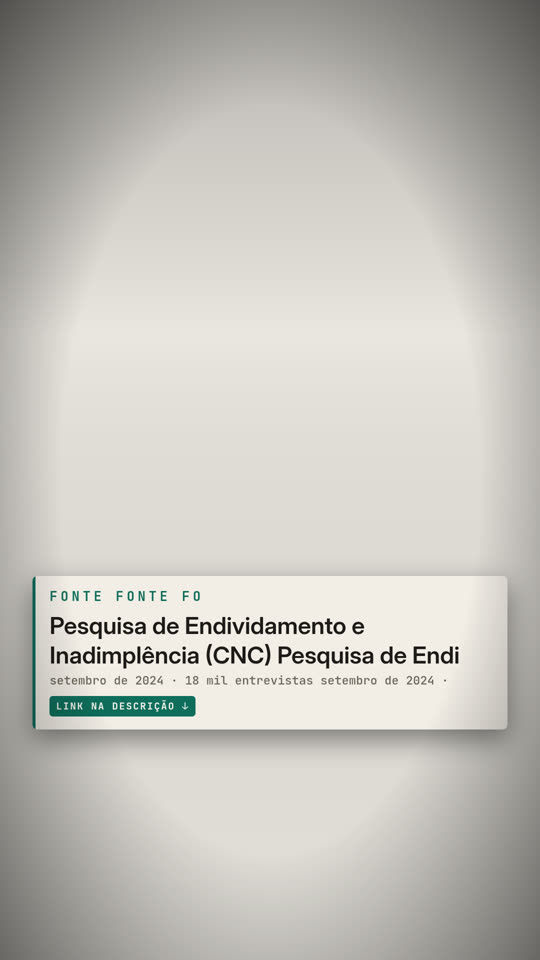 FONTE FONTE FO
Pesquisa de Endividamento e
Inadimplência (CNC) Pesquisa de Endi
setembro de 2024 · 18 mil entrevistas setembro de 2024 ·
LINK NA DESCRIÇÃO ↓